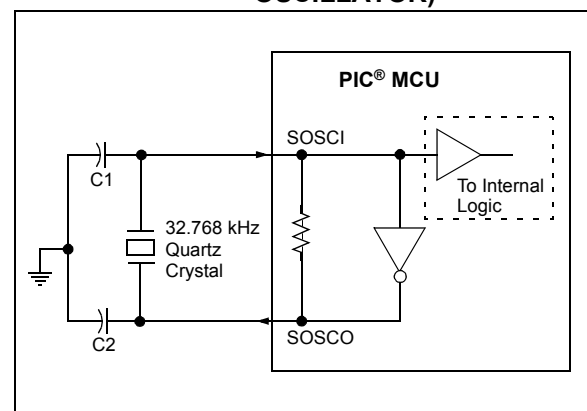 OSCILLATOR)
PIC® MCU
SOSCI
C1
To Internal
Logic
32.768 kHz
Quartz
Crystal
C2
SOSCO